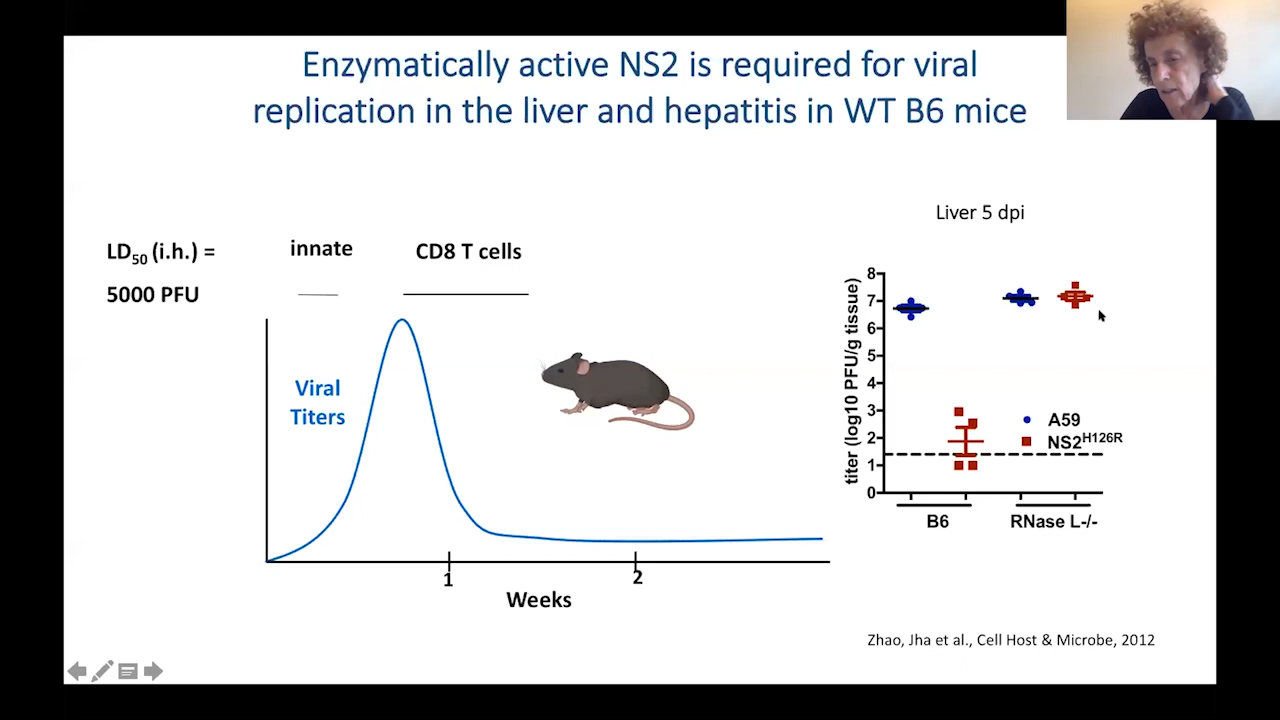 Enzymatically active NS2 is required for viral
replication in the liver and hepatitis in WT B6 mice
LD50 (i.h.) =
5000 PFU
innate
CD8 T cells
Viral
Titers
1
2
Weeks
Liver 5 dpi
titer (log10 PFU/g tissue)
8
7
6
5
4
3
2
1
0
A59
NS2H126R
B6
RNase L-/-
Zhao, Jha et al., Cell Host & Microbe, 2012